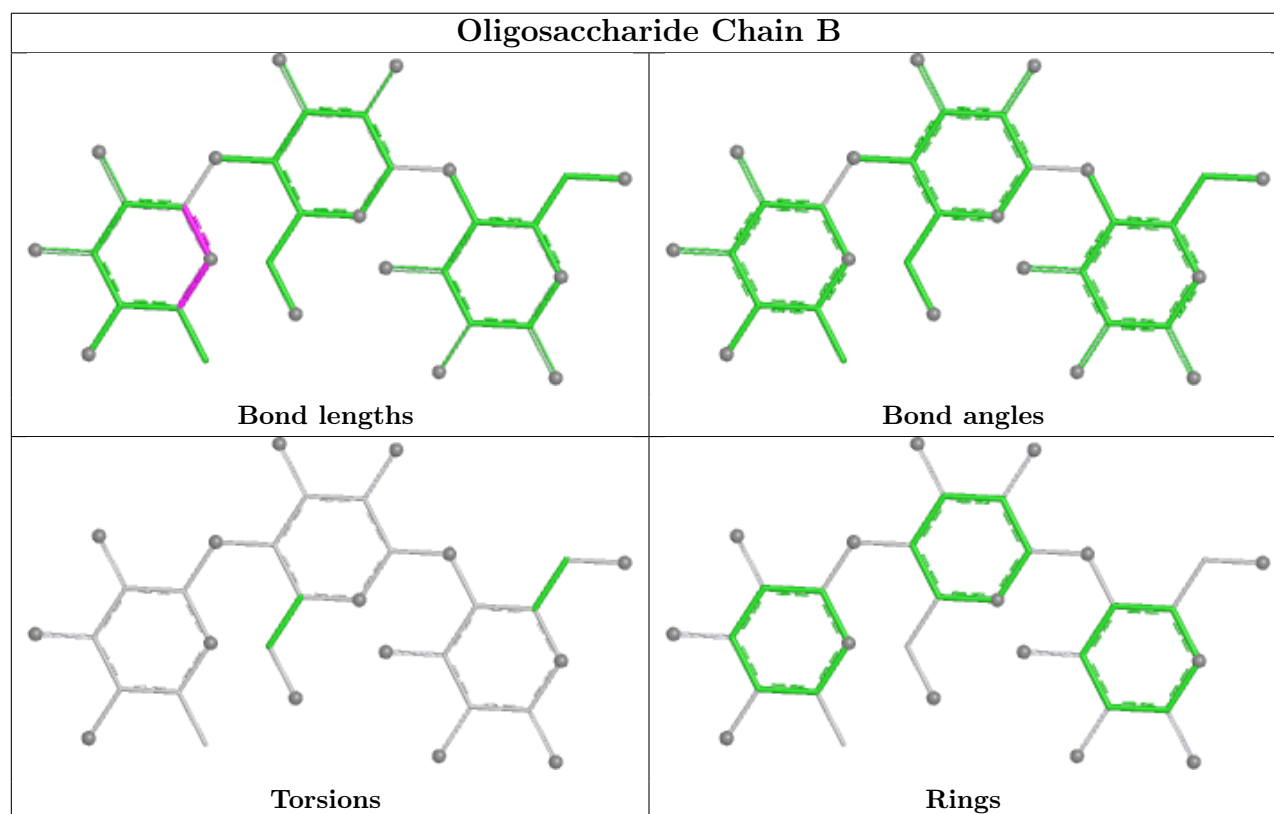 Oligosaccharide Chain B
Bond lengths
Bond angles
Torsions
Rings